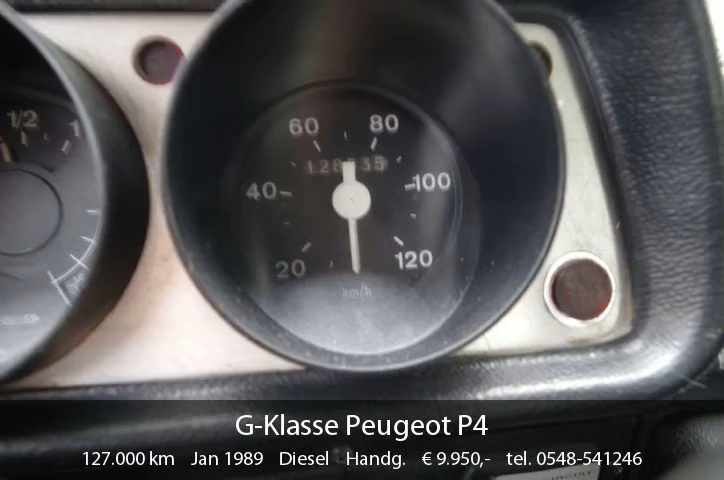 1/2 1
60 80
40 100
20 120
km/h
G-Klasse Peugeot P4
127.000 km Jan 1989 Diesel Handg. € 9.950,- tel. 0548-541246